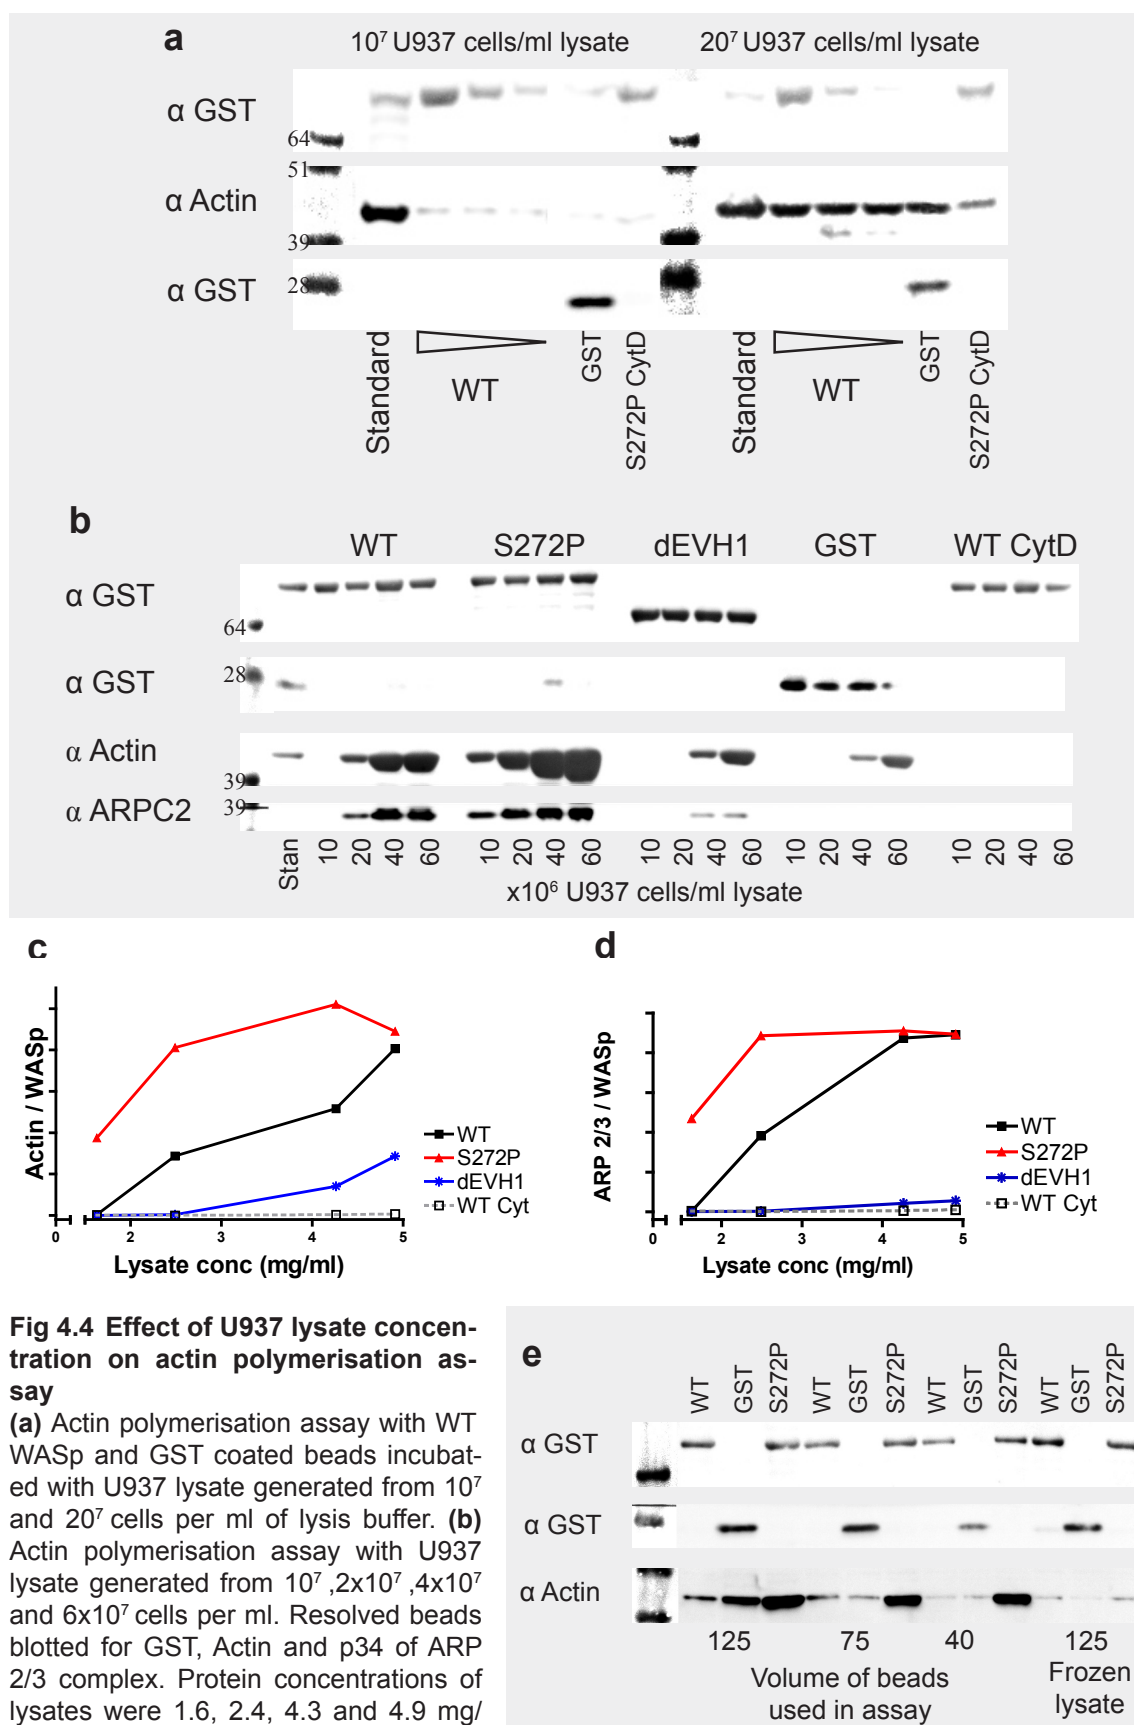 a
10⁷ U937 cells/ml lysate
20⁷ U937 cells/ml lysate
α GST
64
51
α Actin
39
α GST
28
Standard
WT
GST
S272P CytD
Standard
WT
GST
S272P CytD
b
WT S272P dEVH1 GST WT CytD
α GST
64
α GST
28
α Actin
39
α ARPC2
39
Stan 10 20 40 60 10 20 40 60 10 20 40 60 10 20 40 60 10 20 40 60
x10⁶ U937 cells/ml lysate
c
Actin / WASp
0 2 3 4 5
Lysate conc (mg/ml)
WT
S272P
dEVH1
WT Cyt
d
ARP 2/3 / WASp
0 2 3 4 5
Lysate conc (mg/ml)
WT
S272P
dEVH1
WT Cyt
Fig 4.4 Effect of U937 lysate concen-
tration on actin polymerisation as-
say
(a) Actin polymerisation assay with WT
WASp and GST coated beads incubat-
ed with U937 lysate generated from 10⁷
and 20⁷ cells per ml of lysis buffer. (b)
Actin polymerisation assay with U937
lysate generated from 10⁷ ,2x10⁷ ,4x10⁷
and 6x10⁷ cells per ml. Resolved beads
blotted for GST, Actin and p34 of ARP
2/3 complex. Protein concentrations of
lysates were 1.6, 2.4, 4.3 and 4.9 mg/
e
WT GST S272P WT GST S272P WT GST S272P WT GST S272P
α GST
α GST
α Actin
125 75 40 125
Volume of beads
used in assay
Frozen
lysate